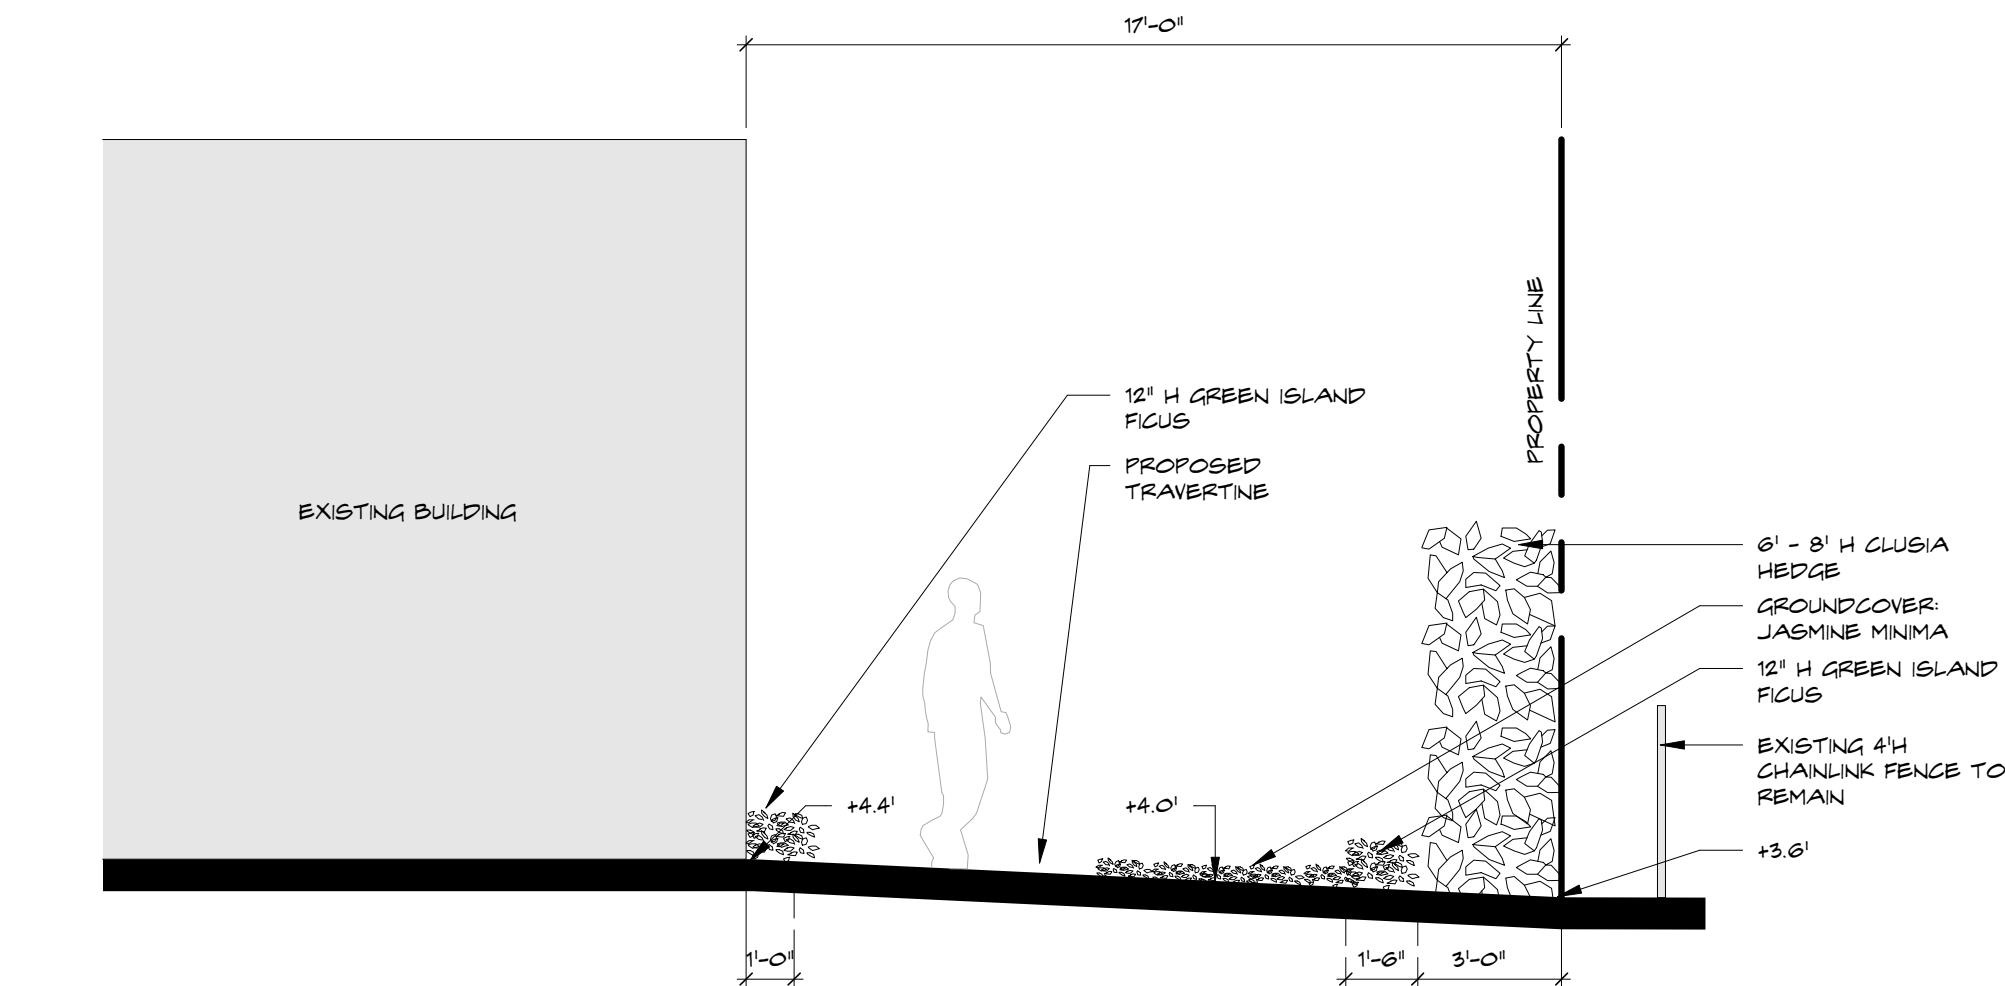 17'-0"
PROPERTY LINE
12" H GREEN ISLAND
FICUS
PROPOSED
TRAVERTINE
EXISTING BUILDING
6' - 8' H CLUSIA
HEDGE
GROUNDCOVER:
JASMINE MINIMA
12" H GREEN ISLAND
FICUS
EXISTING 4'H
CHAINLINK FENCE TO
REMAIN
+4.4'
+4.0'
+3.6'
1'-0"
1'-6"
3'-0"